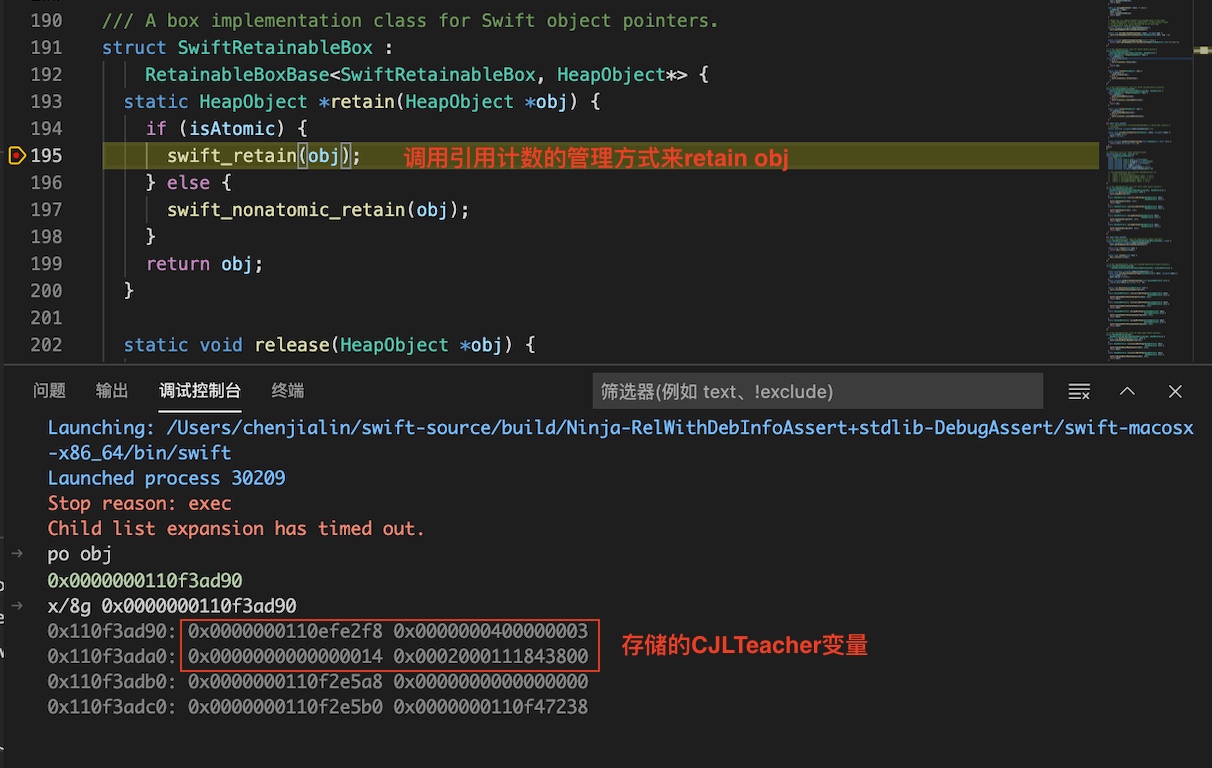 190 /// A box implementation class for Swift object pointers.
191 struct SwiftRetainableBox :
192 RetainableBoxBase<SwiftRetainableBox, HeapObject> {
193 static HeapObject *retain(HeapObject *obj) {
194 if (isAtomic) {
195 swift_retain(obj); 通过引用计数的管理方式来retain obj
196 } else {
197 swift_nonatomic_retain(obj);
198 }
199 return obj;
200 }
201
202 static void release(HeapObject *obj) {
问题 输出 调试控制台 终端 筛选器(例如 text、!exclude)
Launching: /Users/chenjialin/swift-source/build/Ninja-RelWithDebInfoAssert+stdlib-DebugAssert/swift-macosx
-x86_64/bin/swift
Launched process 30209
Stop reason: exec
Child list expansion has timed out.
po obj
0x0000000110f3ad90
x/8g 0x0000000110f3ad90
0x110f3ad90: 0x0000000110efe2f8 0x0000000400000003
0x110f3ada0: 0x0000000000000014 0x0002000111843800
存储的CJLTeacher变量
0x110f3adb0: 0x0000000110f2e5a8 0x0000000000000000
0x110f3adc0: 0x0000000110f2e5b0 0x0000000110f47238